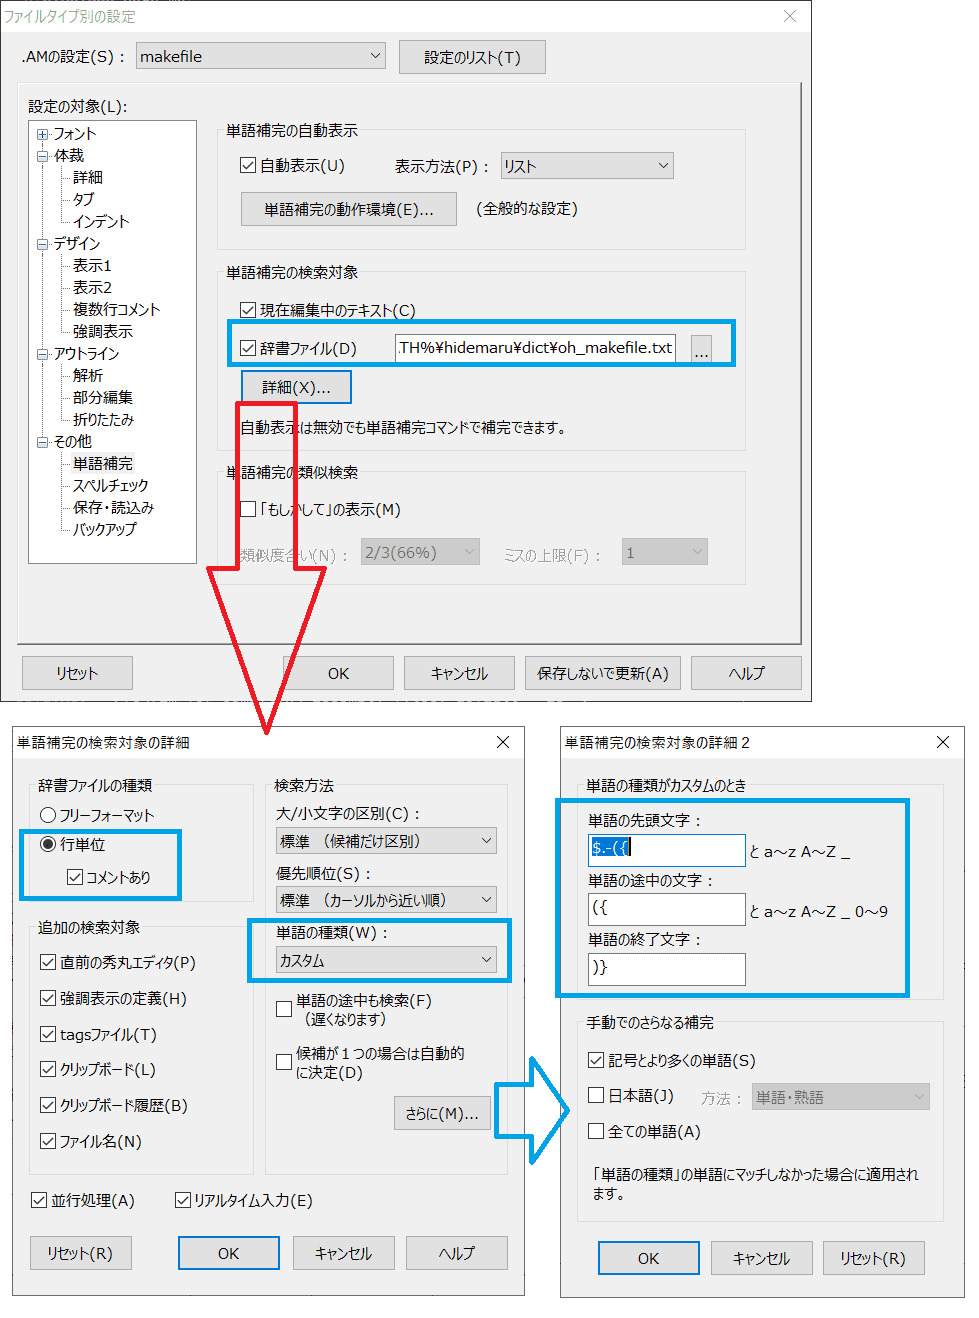 ファイルタイプ別の設定
.AMの設定(S)： makefile 設定のリスト(T)
設定の対象(L):
フォント
体裁
詳細
タブ
インデント
デザイン
表示1
表示2
複数行コメント
強調表示
アウトライン
解析
部分編集
折りたたみ
その他
単語補完
スペルチェック
保存・読込み
バックアップ
単語補完の自動表示
自動表示(U) 表示方法(P)： リスト
単語補完の動作環境(E)... (全般的な設定)
単語補完の検索対象
現在編集中のテキスト(C)
辞書ファイル(D) .TH%¥hidemaru¥dict¥oh_makefile.txt ...
詳細(X)...
自動表示は無効でも単語補完コマンドで補完できます。
単語補完の類似検索
「もしかして」の表示(M)
類似度合い(N)： 2/3(66%) ミスの上限(F)： 1
リセット OK キャンセル 保存しないで更新(A) ヘルプ
単語補完の検索対象の詳細
辞書ファイルの種類
フリーフォーマット
行単位
コメントあり
追加の検索対象
直前の秀丸エディタ(P)
強調表示の定義(H)
tagsファイル(T)
クリップボード(L)
クリップボード履歴(B)
ファイル名(N)
検索方法
大/小文字の区別(C)：
標準 （候補だけ区別）
優先順位(S)：
標準 （カーソルから近い順）
単語の種類(W)：
カスタム
単語の途中も検索(F)
（遅くなります）
候補が１つの場合は自動的
に決定(D)
さらに(M)...
並行処理(A) リアルタイム入力(E)
リセット(R) OK キャンセル ヘルプ
単語補完の検索対象の詳細２
単語の種類がカスタムのとき
単語の先頭文字：
$.-({ と a～z A～Z _
単語の途中の文字：
({ と a～z A～Z _ 0～9
単語の終了文字：
)}
手動でのさらなる補完
記号とより多くの単語(S)
日本語(J) 方法： 単語・熟語
全ての単語(A)
「単語の種類」の単語にマッチしなかった場合に適用され
ます。
OK キャンセル リセット(R)